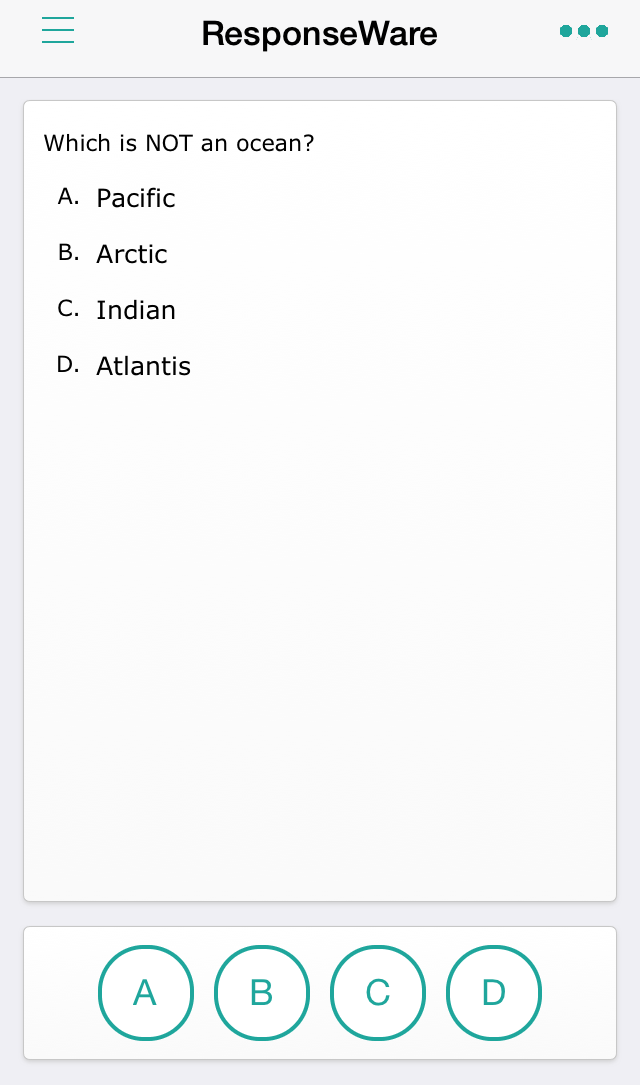 ResponseWare
Which is NOT an ocean?
A. Pacific
B. Arctic
C. Indian
D. Atlantis
A B C D